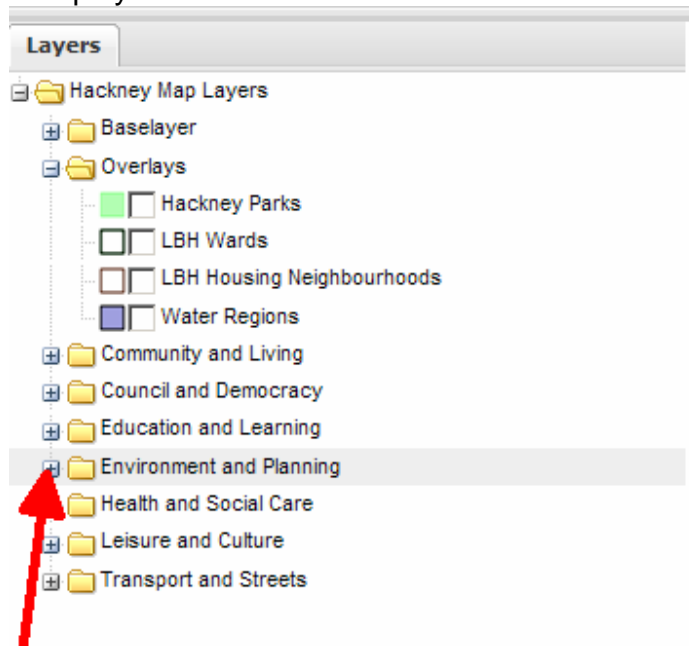 Layers
Hackney Map Layers
Baselayer
Overlays
Hackney Parks
LBH Wards
LBH Housing Neighbourhoods
Water Regions
Community and Living
Council and Democracy
Education and Learning
Environment and Planning
Health and Social Care
Leisure and Culture
Transport and Streets